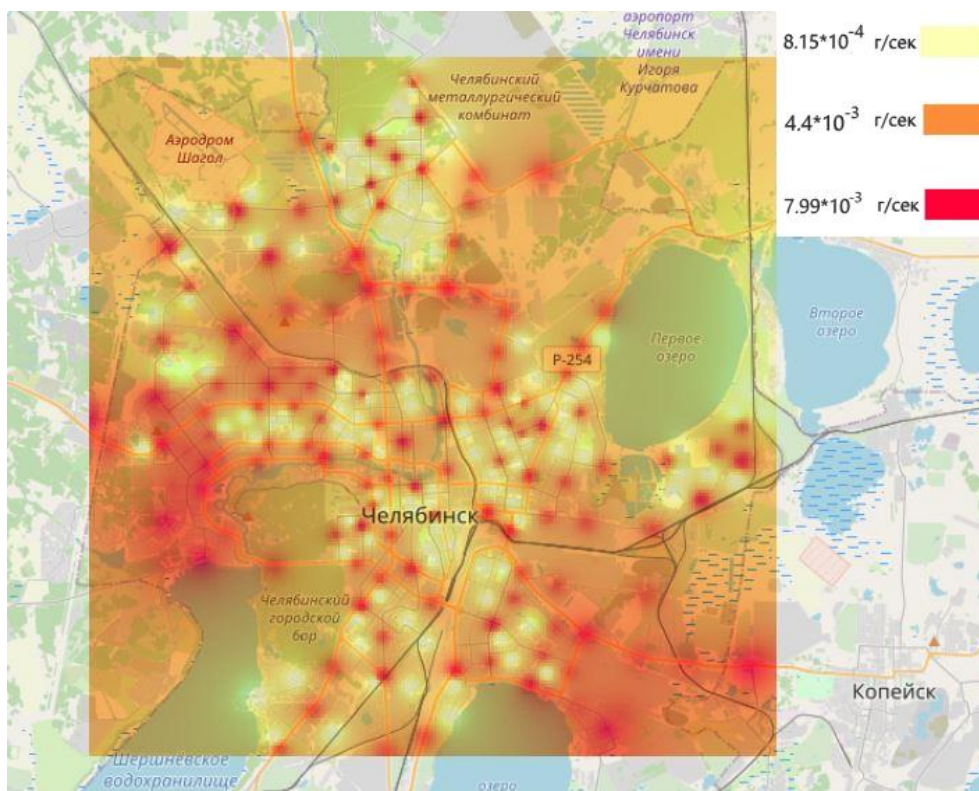 аэропорт
Челябинск
имени
Игоря
Курчатова
8.15*10⁻⁴ г/сек
4.4*10⁻³ г/сек
7.99*10⁻³ г/сек
Челябинский
металлургический
комбинат
Аэродром
Шагол
Второе
озеро
Первое
озеро
Р-254
Челябинск
Челябинский
городской
бор
Копейск
Шершнёвское
водохранилище
озеро